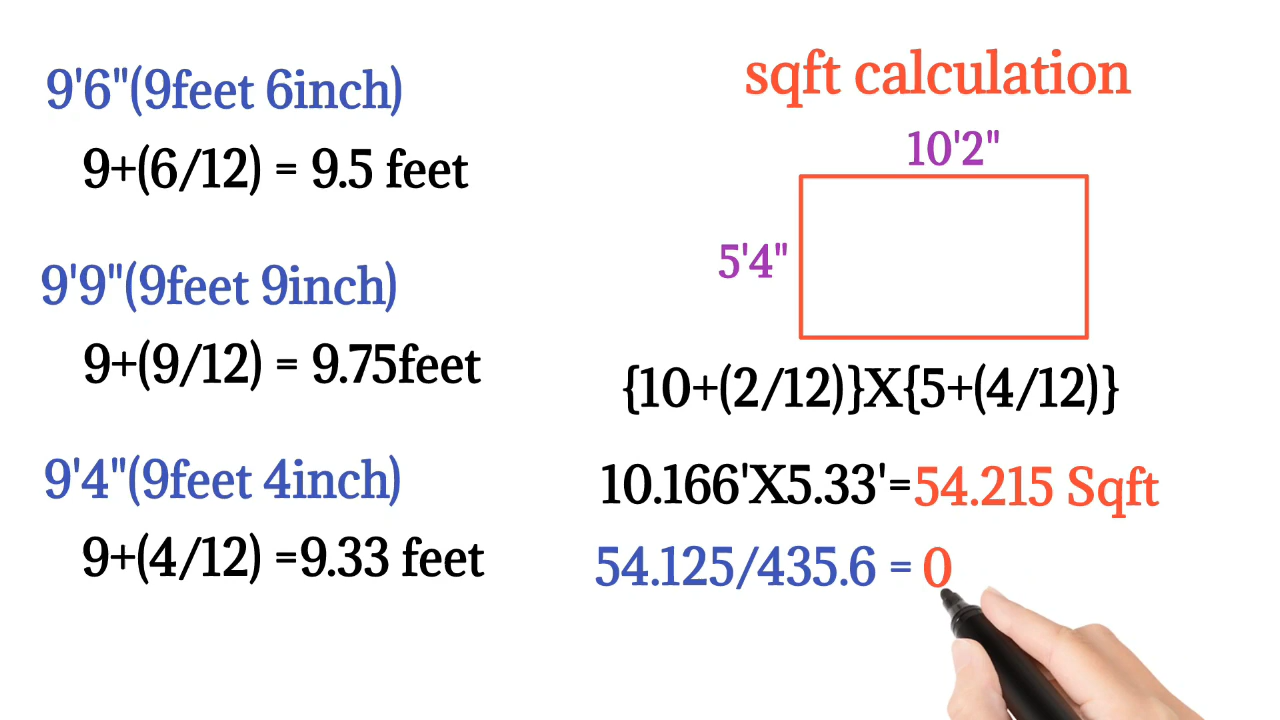 9'6"(9feet 6inch)
9+(6/12) = 9.5 feet
9'9"(9feet 9inch)
9+(9/12) = 9.75feet
9'4"(9feet 4inch)
9+(4/12) =9.33 feet
sqft calculation
10'2"
5'4"
{10+(2/12)}X{5+(4/12)}
10.166'X5.33'=54.215 Sqft
54.125/435.6 = 0